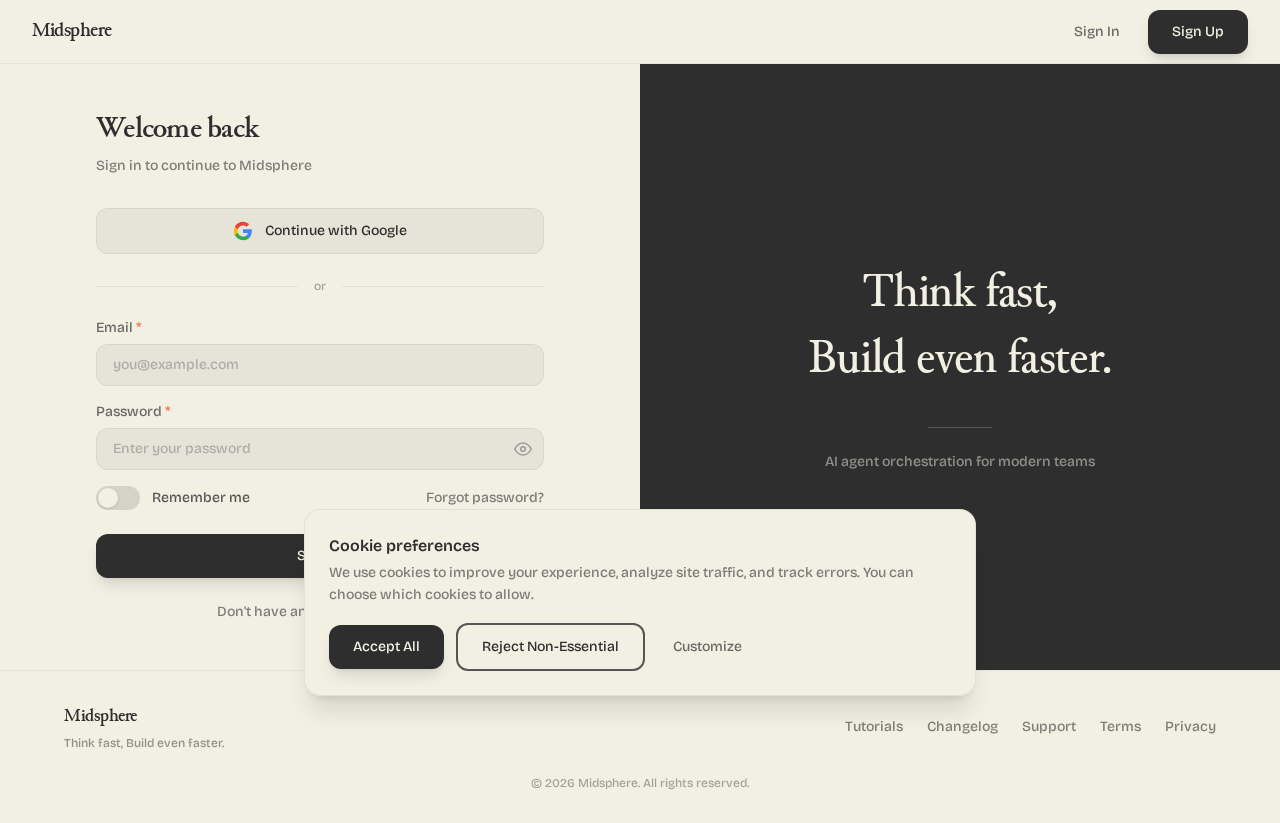 Midsphere
Sign In
Sign Up
Welcome back
Sign in to continue to Midsphere
Continue with Google
or
Email *
you@example.com
Password *
Enter your password
Remember me
Forgot password?
Don't have
Think fast,
Build even faster.
AI agent orchestration for modern teams
Cookie preferences
We use cookies to improve your experience, analyze site traffic, and track errors. You can
choose which cookies to allow.
Accept All
Reject Non-Essential
Customize
Midsphere
Think fast, Build even faster.
Tutorials
Changelog
Support
Terms
Privacy
© 2026 Midsphere. All rights reserved.